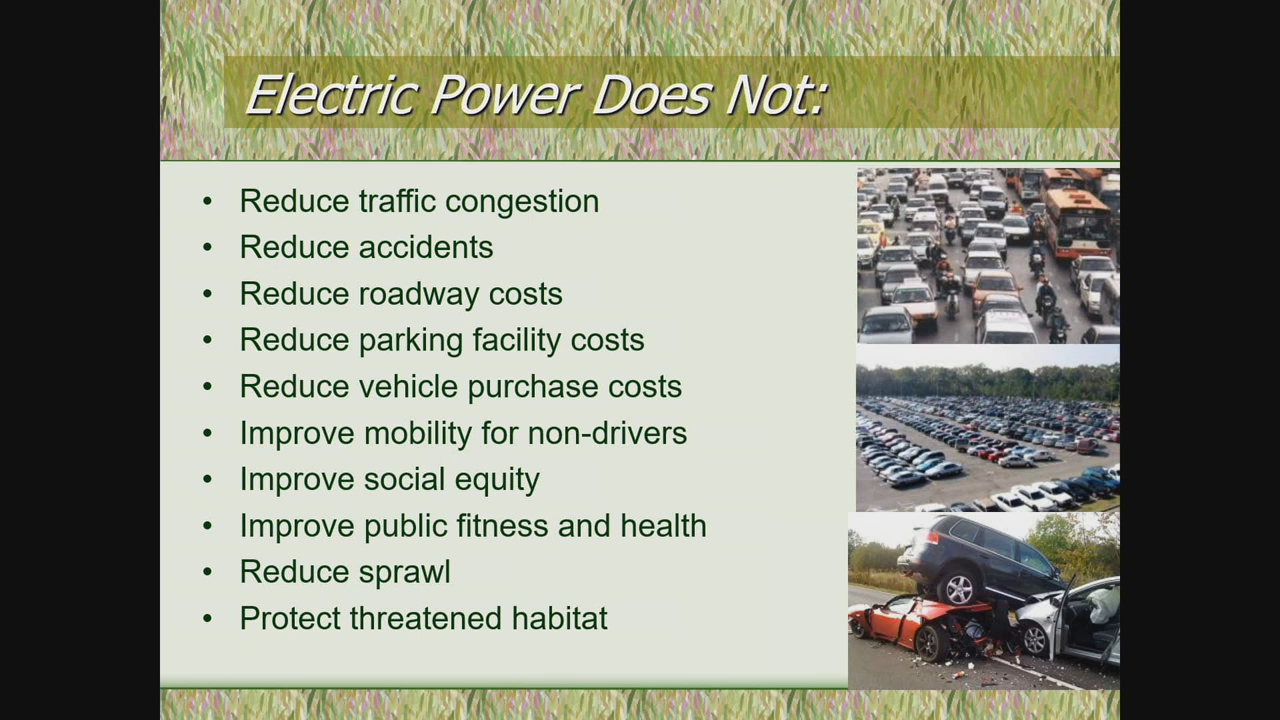 Electric Power Does Not:
• Reduce traffic congestion
• Reduce accidents
• Reduce roadway costs
• Reduce parking facility costs
• Reduce vehicle purchase costs
• Improve mobility for non-drivers
• Improve social equity
• Improve public fitness and health
• Reduce sprawl
• Protect threatened habitat